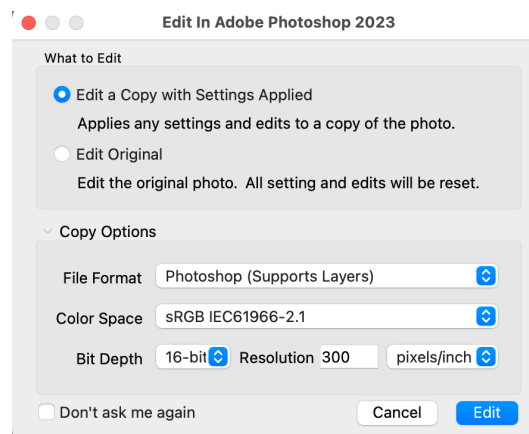 Edit In Adobe Photoshop 2023
What to Edit
Edit a Copy with Settings Applied
Applies any settings and edits to a copy of the photo.
Edit Original
Edit the original photo.  All setting and edits will be reset.
Copy Options
File Format Photoshop (Supports Layers)
Color Space sRGB IEC61966-2.1
Bit Depth 16-bit Resolution 300 pixels/inch
Don't ask me again Cancel Edit